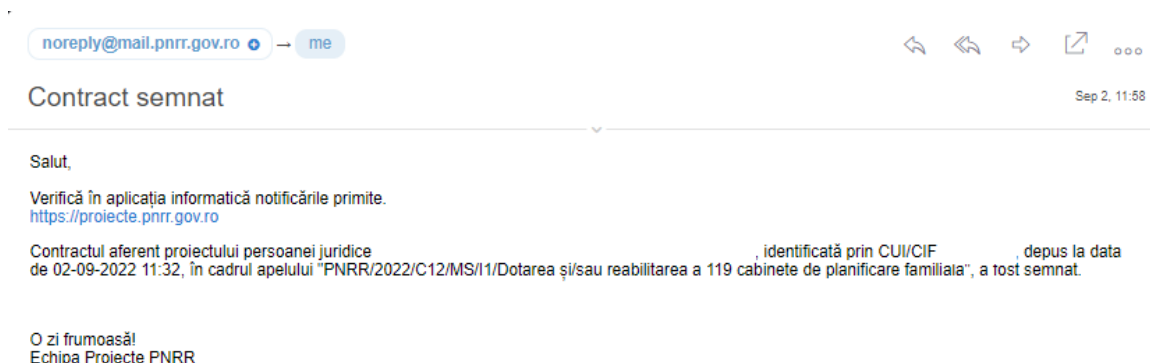 noreply@mail.pnrr.gov.ro → me
Contract semnat
Sep 2, 11:58
Salut,
Verifică în aplicația informatică notificările primite.
https://proiecte.pnrr.gov.ro
Contractul aferent proiectului persoanei juridice , identificată prin CUI/CIF , depus la data
de 02-09-2022 11:32, în cadrul apelului "PNRR/2022/C12/MS/I1/Dotarea și/sau reabilitarea a 119 cabinete de planificare familiala", a fost semnat.
O zi frumoasă!
Echipa Proiecte PNRR